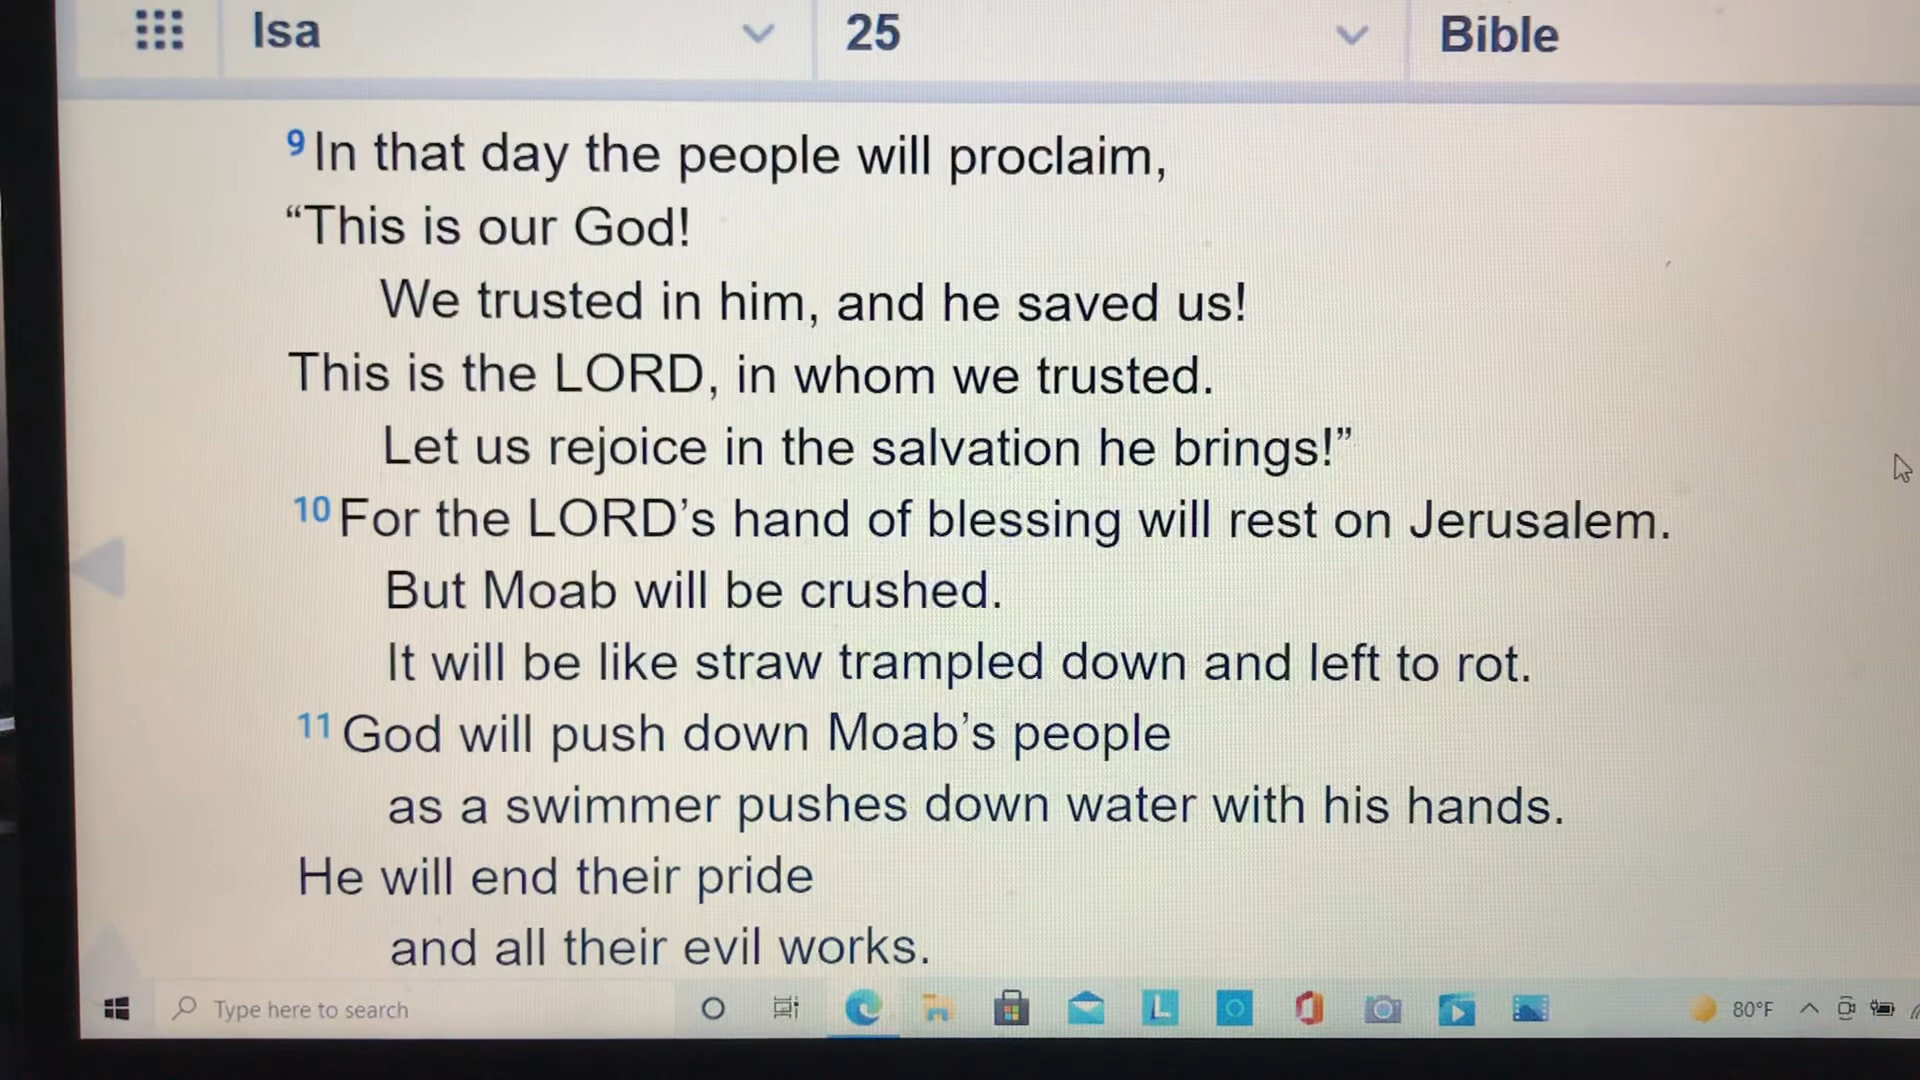 Isa 25 Bible
9 In that day the people will proclaim,
“This is our God!
We trusted in him, and he saved us!
This is the LORD, in whom we trusted.
Let us rejoice in the salvation he brings!”
10 For the LORD’s hand of blessing will rest on Jerusalem.
But Moab will be crushed.
It will be like straw trampled down and left to rot.
11 God will push down Moab’s people
as a swimmer pushes down water with his hands.
He will end their pride
and all their evil works.
Type here to search L 80°F